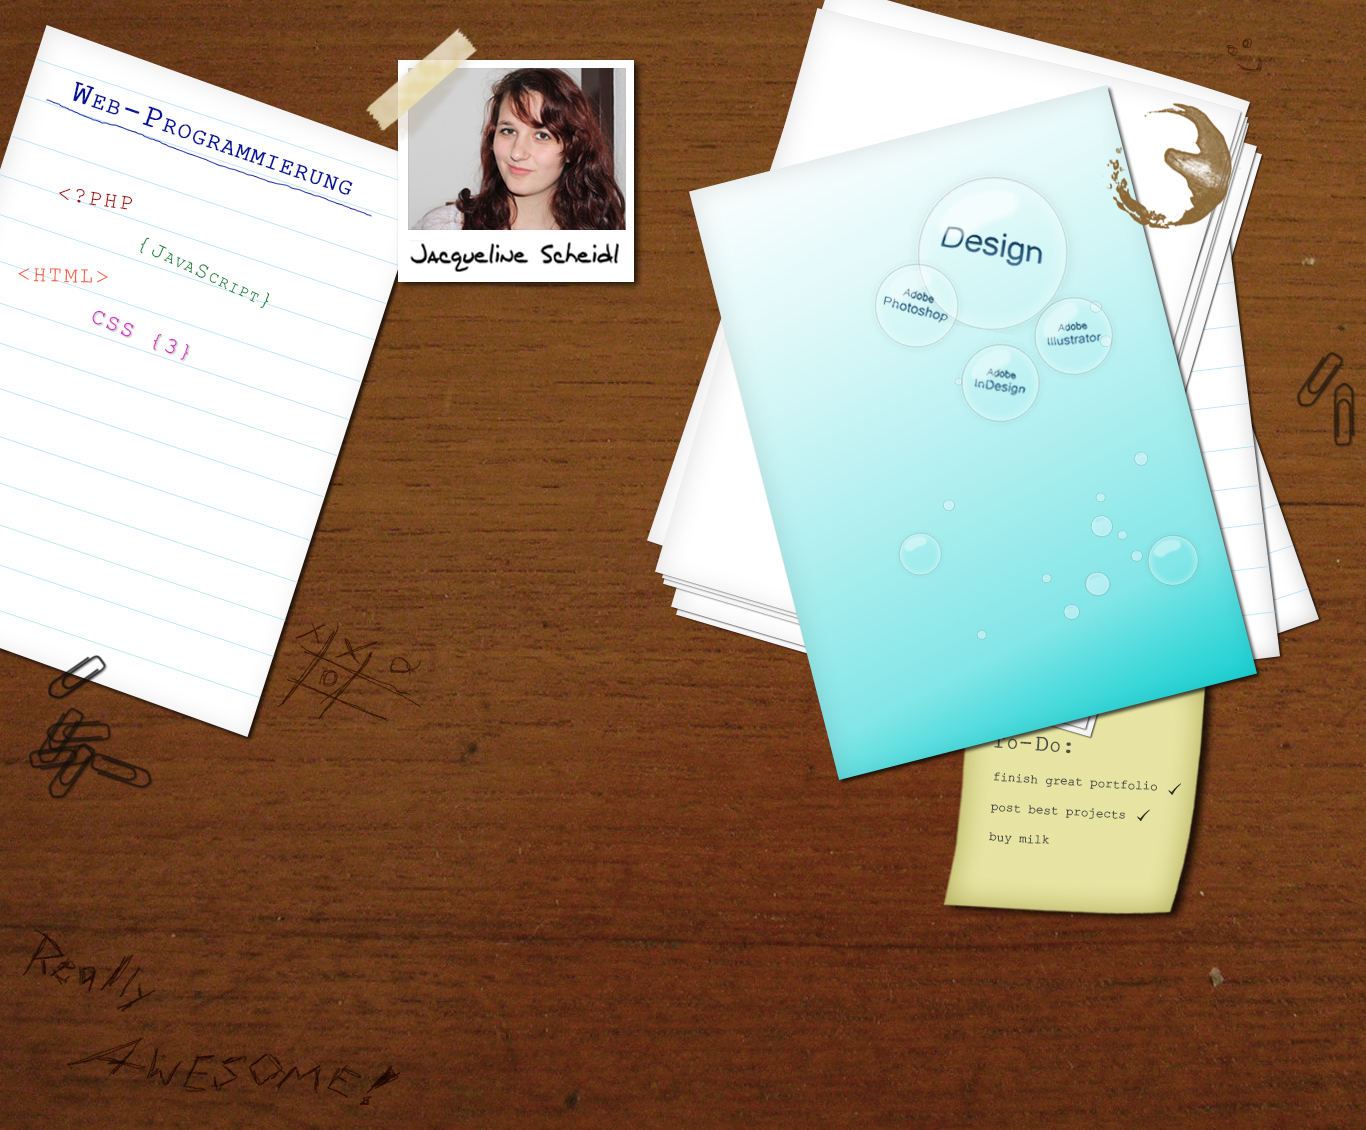 Web-Programmierung
<?PHP
{JavaScript}
<HTML>
CSS {3}
Jacqueline Scheidl
Design
Adobe
Photoshop
Adobe
Illustrator
Adobe
InDesign
To-Do:
finish great portfolio ✓
post best projects ✓
buy milk
X X O
O
Really
AWESOME!